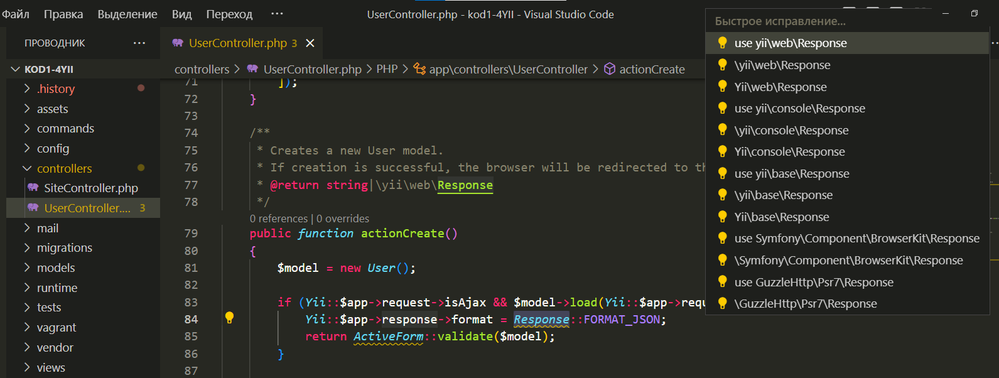 Файл Правка Выделение Вид Переход ···
UserController.php - kod1-4YII - Visual Studio Code
ПРОВОДНИК ···
KOD1-4YII
.history
assets
commands
config
controllers
SiteController.php
UserController.... 3
mail
migrations
models
runtime
tests
vagrant
vendor
views
UserController.php 3
controllers > UserController.php > PHP > app\controllers\UserController > actionCreate
71 ]);
72 }
73
74 /**
75 * Creates a new User model.
76 * If creation is successful, the browser will be redirected to th
77 * @return string|\yii\web\Response
78 */
0 references | 0 overrides
79 public function actionCreate()
80 {
81 $model = new User();
82
83 if (Yii::$app->request->isAjax && $model->load(Yii::$app->requ
84 Yii::$app->response->format = Response::FORMAT_JSON;
85 return ActiveForm::validate($model);
86 }
87
Быстрое исправление...
use yii\web\Response
\yii\web\Response
Yii\web\Response
use yii\console\Response
\yii\console\Response
Yii\console\Response
use yii\base\Response
\yii\base\Response
Yii\base\Response
use Symfony\Component\BrowserKit\Response
\Symfony\Component\BrowserKit\Response
use GuzzleHttp\Psr7\Response
\GuzzleHttp\Psr7\Response